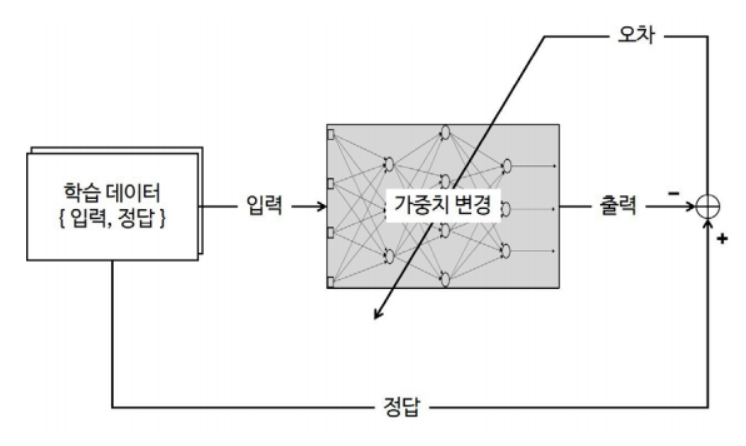 오차
학습 데이터
{ 입력, 정답 }
입력
가중치 변경
출력
−
+
정답